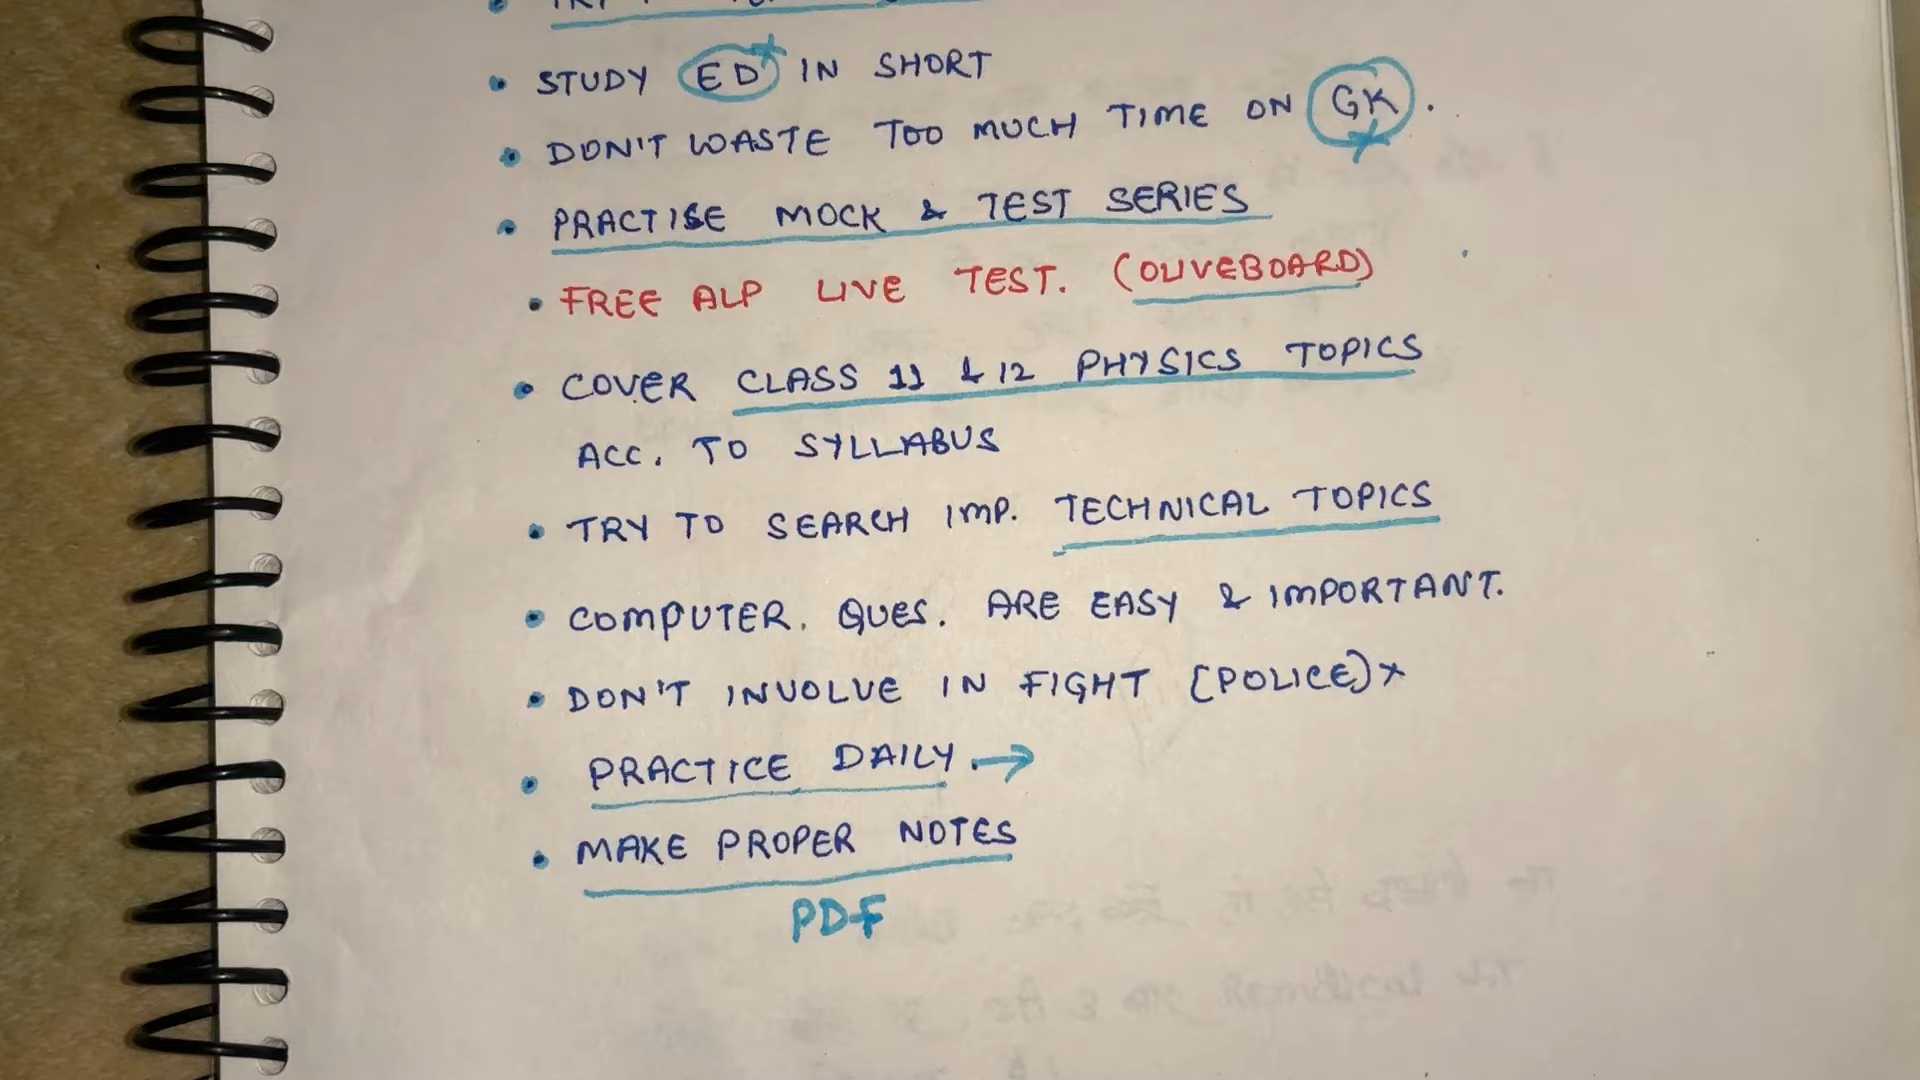 • STUDY ED IN SHORT
• DON'T WASTE TOO MUCH TIME ON GK.
• PRACTISE MOCK & TEST SERIES
• FREE ALP LIVE TEST. (OLIVEBOARD)
• COVER CLASS 11 & 12 PHYSICS TOPICS
ACC. TO SYLLABUS
• TRY TO SEARCH IMP. TECHNICAL TOPICS
• COMPUTER. QUES. ARE EASY & IMPORTANT.
• DON'T INVOLVE IN FIGHT [POLICE)×
• PRACTICE DAILY. →
• MAKE PROPER NOTES
PDF